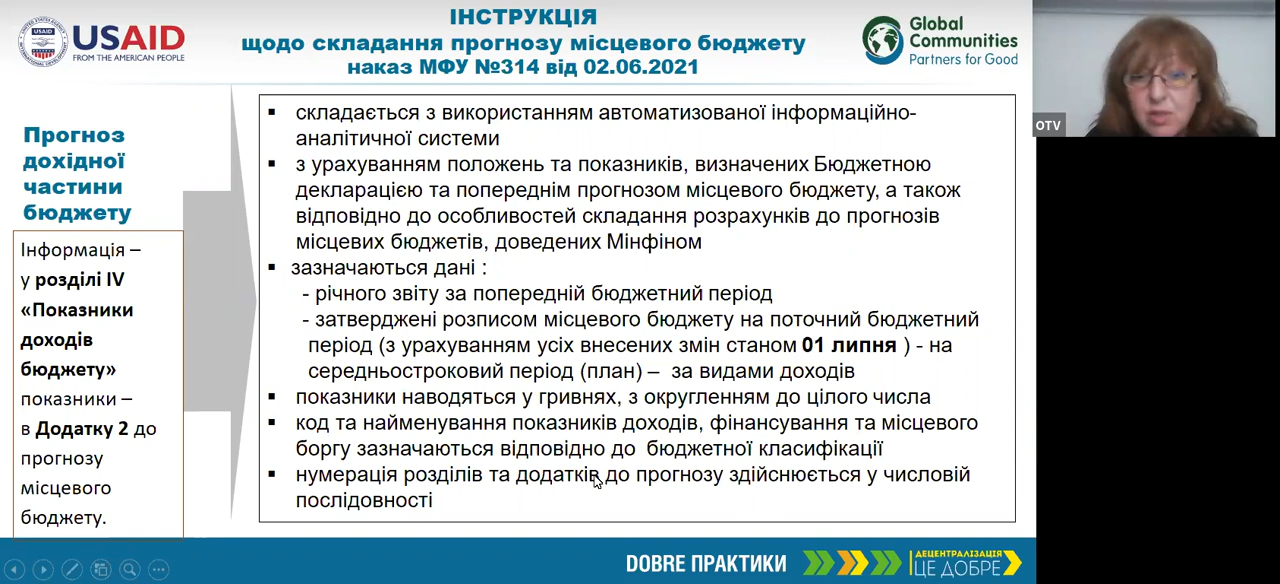 ІНСТРУКЦІЯ
щодо складання прогнозу місцевого бюджету
наказ МФУ №314 від 02.06.2021
USAID
FROM THE AMERICAN PEOPLE
Global
Communities
Partners for Good
OTV
Прогноз
дохідної
частини
бюджету
Інформація –
у розділі IV
«Показники
доходів
бюджету»
показники –
в Додатку 2 до
прогнозу
місцевого
бюджету.
▪ складається з використанням автоматизованої інформаційно-
аналітичної системи
▪ з урахуванням положень та показників, визначених Бюджетною
декларацією та попереднім прогнозом місцевого бюджету, а також
відповідно до особливостей складання розрахунків до прогнозів
місцевих бюджетів, доведених Мінфіном
▪ зазначаються дані :
- річного звіту за попередній бюджетний період
- затверджені розписом місцевого бюджету на поточний бюджетний
період (з урахуванням усіх внесених змін станом 01 липня ) - на
середньостроковий період (план) – за видами доходів
▪ показники наводяться у гривнях, з округленням до цілого числа
▪ код та найменування показників доходів, фінансування та місцевого
боргу зазначаються відповідно до бюджетної класифікації
▪ нумерація розділів та додатків до прогнозу здійснюється у числовій
послідовності
DOBRE ПРАКТИКИ
ДЕЦЕНТРАЛІЗАЦІЯ
ЦЕ ДОБРЕ